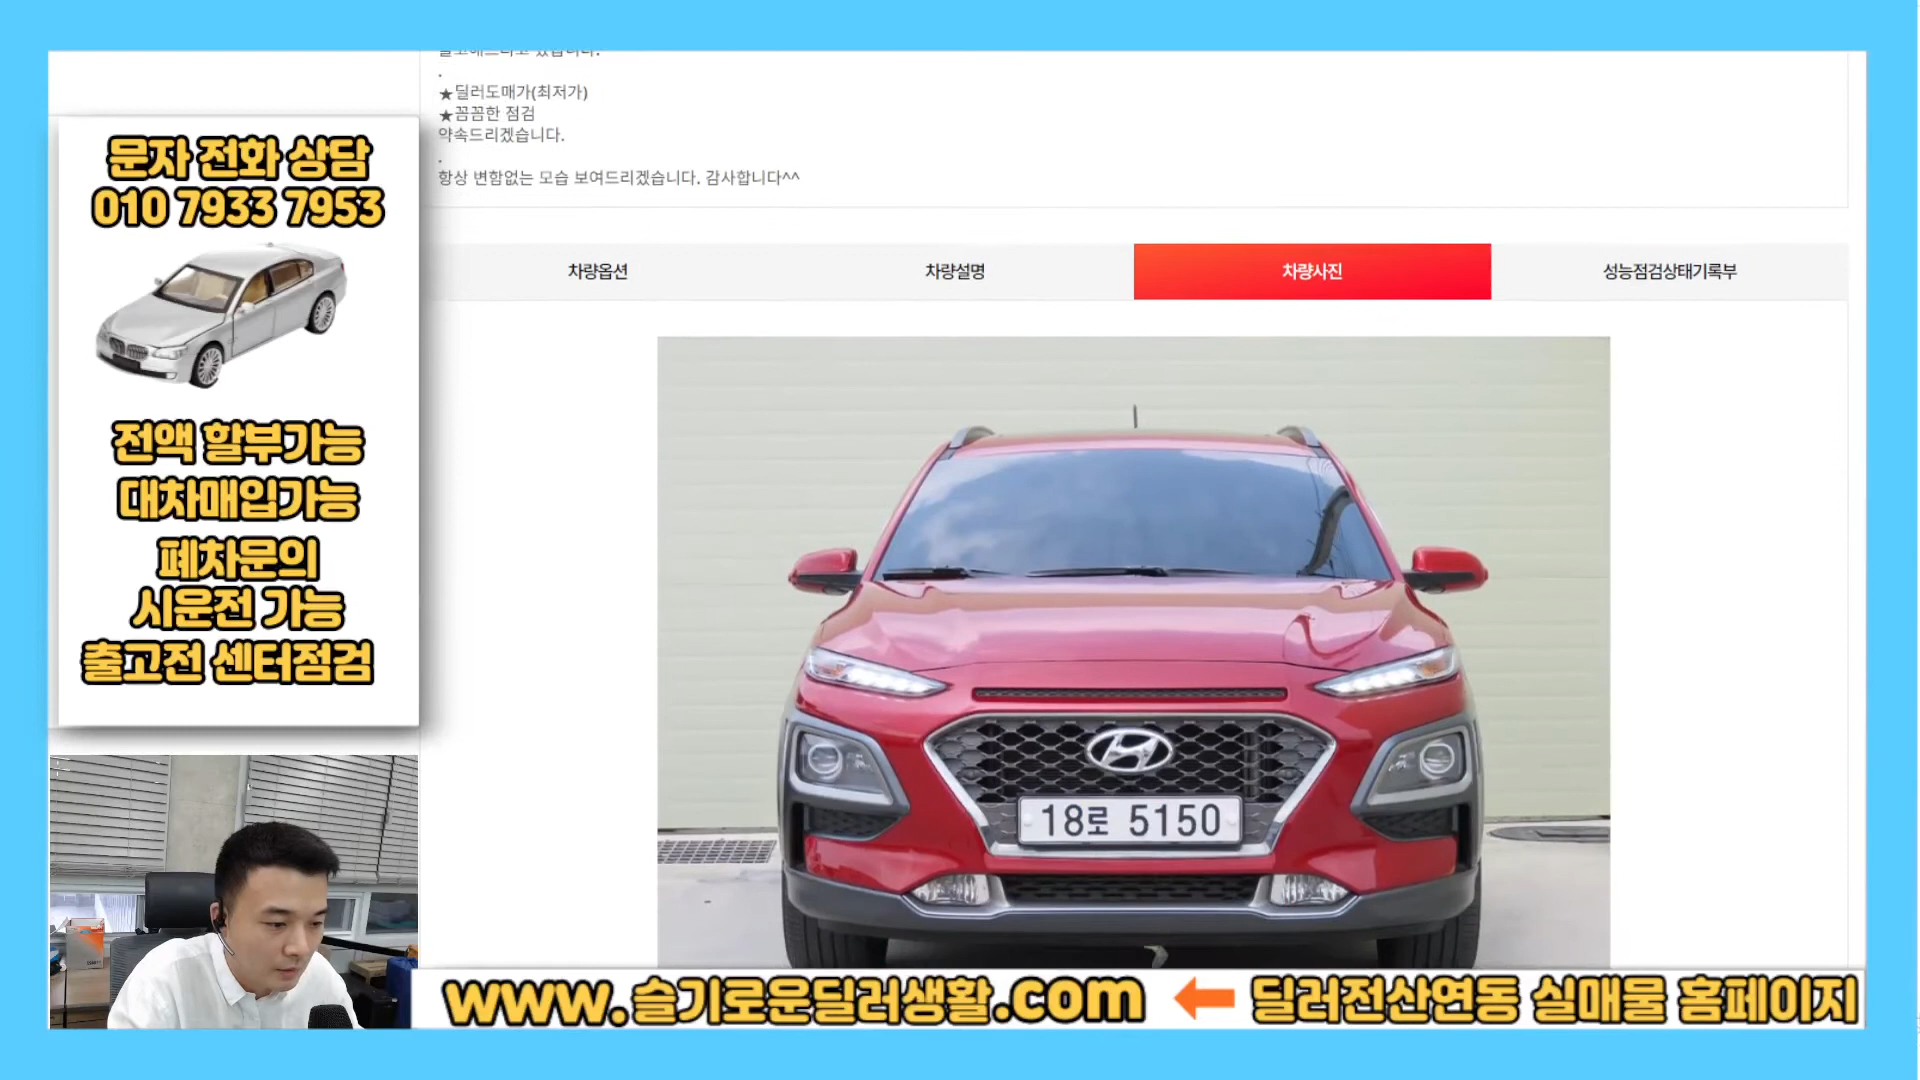 ★딜러도매가(최저가)
★꼼꼼한 점검
약속드리겠습니다.
.
항상 변함없는 모습 보여드리겠습니다. 감사합니다^^
문자 전화 상담
010 7933 7953
전액 할부가능
대차매입가능
폐차문의
시운전 가능
출고전 센터점검
차량옵션
차량설명
차량사진
성능점검상태기록부
18로 5150
www.슬기로운딜러생활.com ← 딜러전산연동 실매물 홈페이지